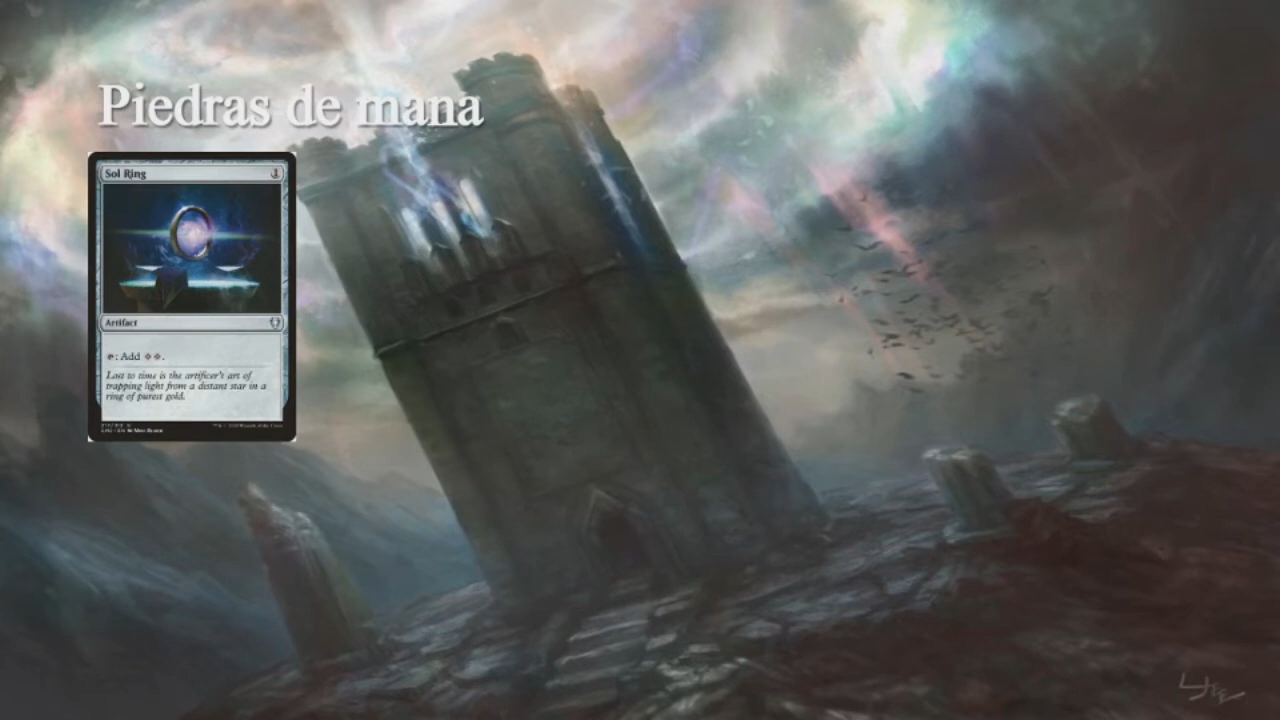 Piedras de mana
Sol Ring 1
Artifact
: Add .
Lost to time is the artificer's art of
trapping light from a distant star in a
ring of purest gold.